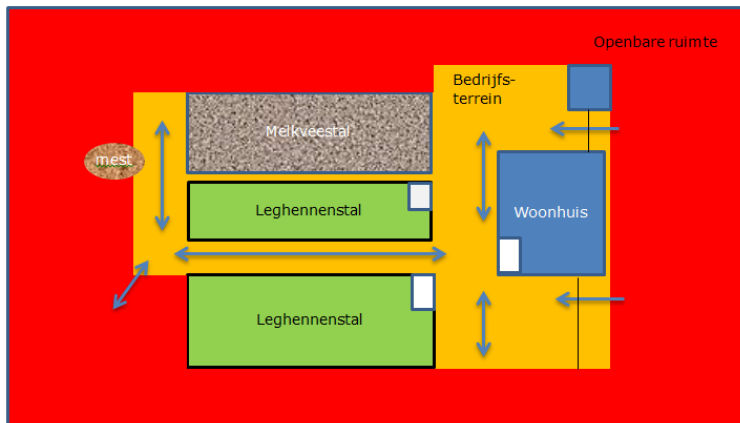 Openbare ruimte
Bedrijfs-
terrein
Melkveestal
mest
Leghennenstal
Woonhuis
Leghennenstal